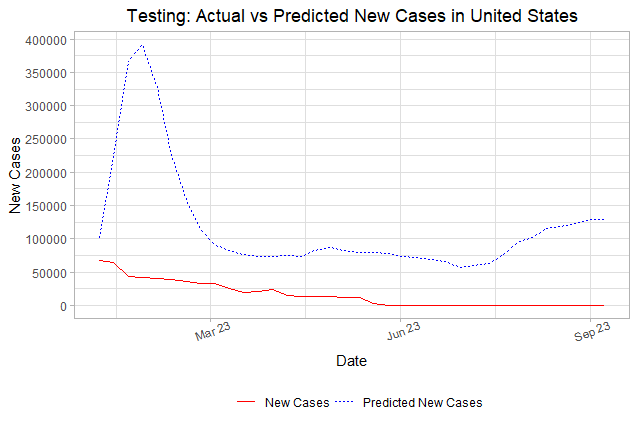 Testing: Actual vs Predicted New Cases in United States
400000
350000
300000
250000
200000
150000
100000
50000
0
New Cases
Mar 23
Jun 23
Sep 23
Date
New Cases
Predicted New Cases